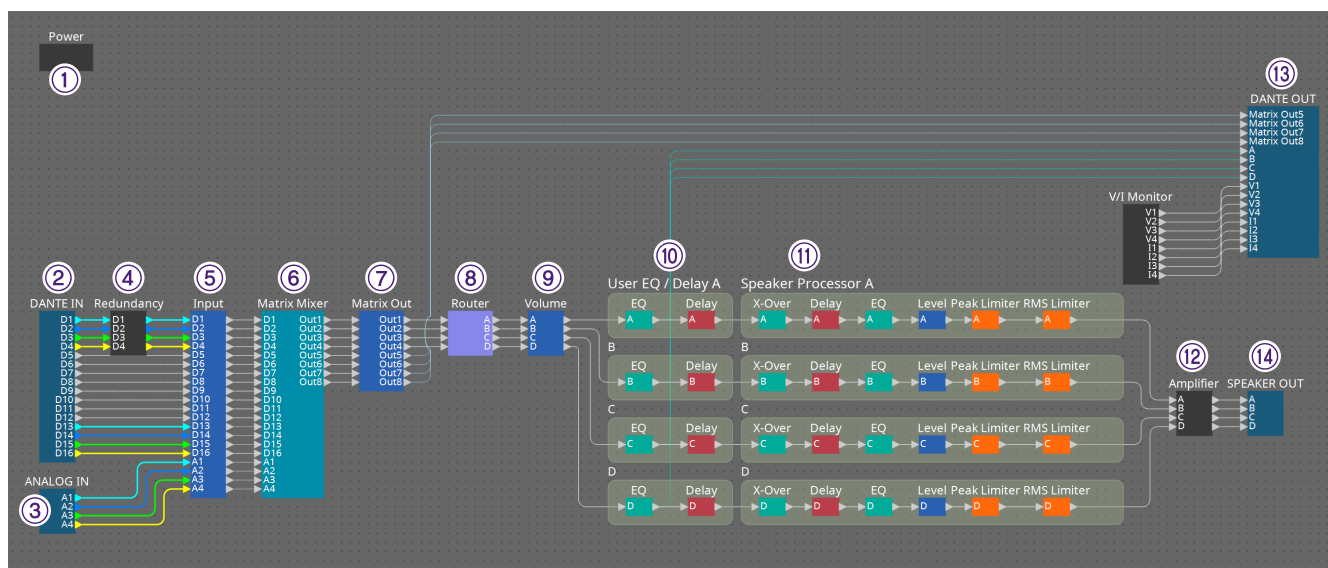 Power
①
⑬
DANTE OUT
Matrix Out5
Matrix Out6
Matrix Out7
Matrix Out8
A
B
C
D
V1
V2
V3
V4
I1
I2
I3
I4
V/I Monitor
V1
V2
V3
V4
I1
I2
I3
I4
②
DANTE IN
D1
D2
D3
D4
D5
D6
D7
D8
D9
D10
D11
D12
D13
D14
D15
D16
ANALOG IN
③
A1
A2
A3
A4
④
Redundancy
D1
D2
D3
D4
⑤
Input
D1
D2
D3
D4
D5
D6
D7
D8
D9
D10
D11
D12
D13
D14
D15
D16
A1
A2
A3
A4
⑥
Matrix Mixer
D1 Out1
D2 Out2
D3 Out3
D4 Out4
D5 Out5
D6 Out6
D7 Out7
D8 Out8
D9
D10
D11
D12
D13
D14
D15
D16
A1
A2
A3
A4
⑦
Matrix Out
Out1
Out2
Out3
Out4
Out5
Out6
Out7
Out8
⑧
Router
A
B
C
D
⑨
Volume
A
B
C
D
⑩
User EQ / Delay A
EQ Delay
A A
B
EQ Delay
B B
C
EQ Delay
C C
D
EQ Delay
D D
⑪
Speaker Processor A
X-Over Delay EQ Level Peak Limiter RMS Limiter
A A A A A A
B
X-Over Delay EQ Level Peak Limiter RMS Limiter
B B B B B B
C
X-Over Delay EQ Level Peak Limiter RMS Limiter
C C C C C C
D
X-Over Delay EQ Level Peak Limiter RMS Limiter
D D D D D D
⑫
Amplifier
A
B
C
D
⑭
SPEAKER OUT
A
B
C
D